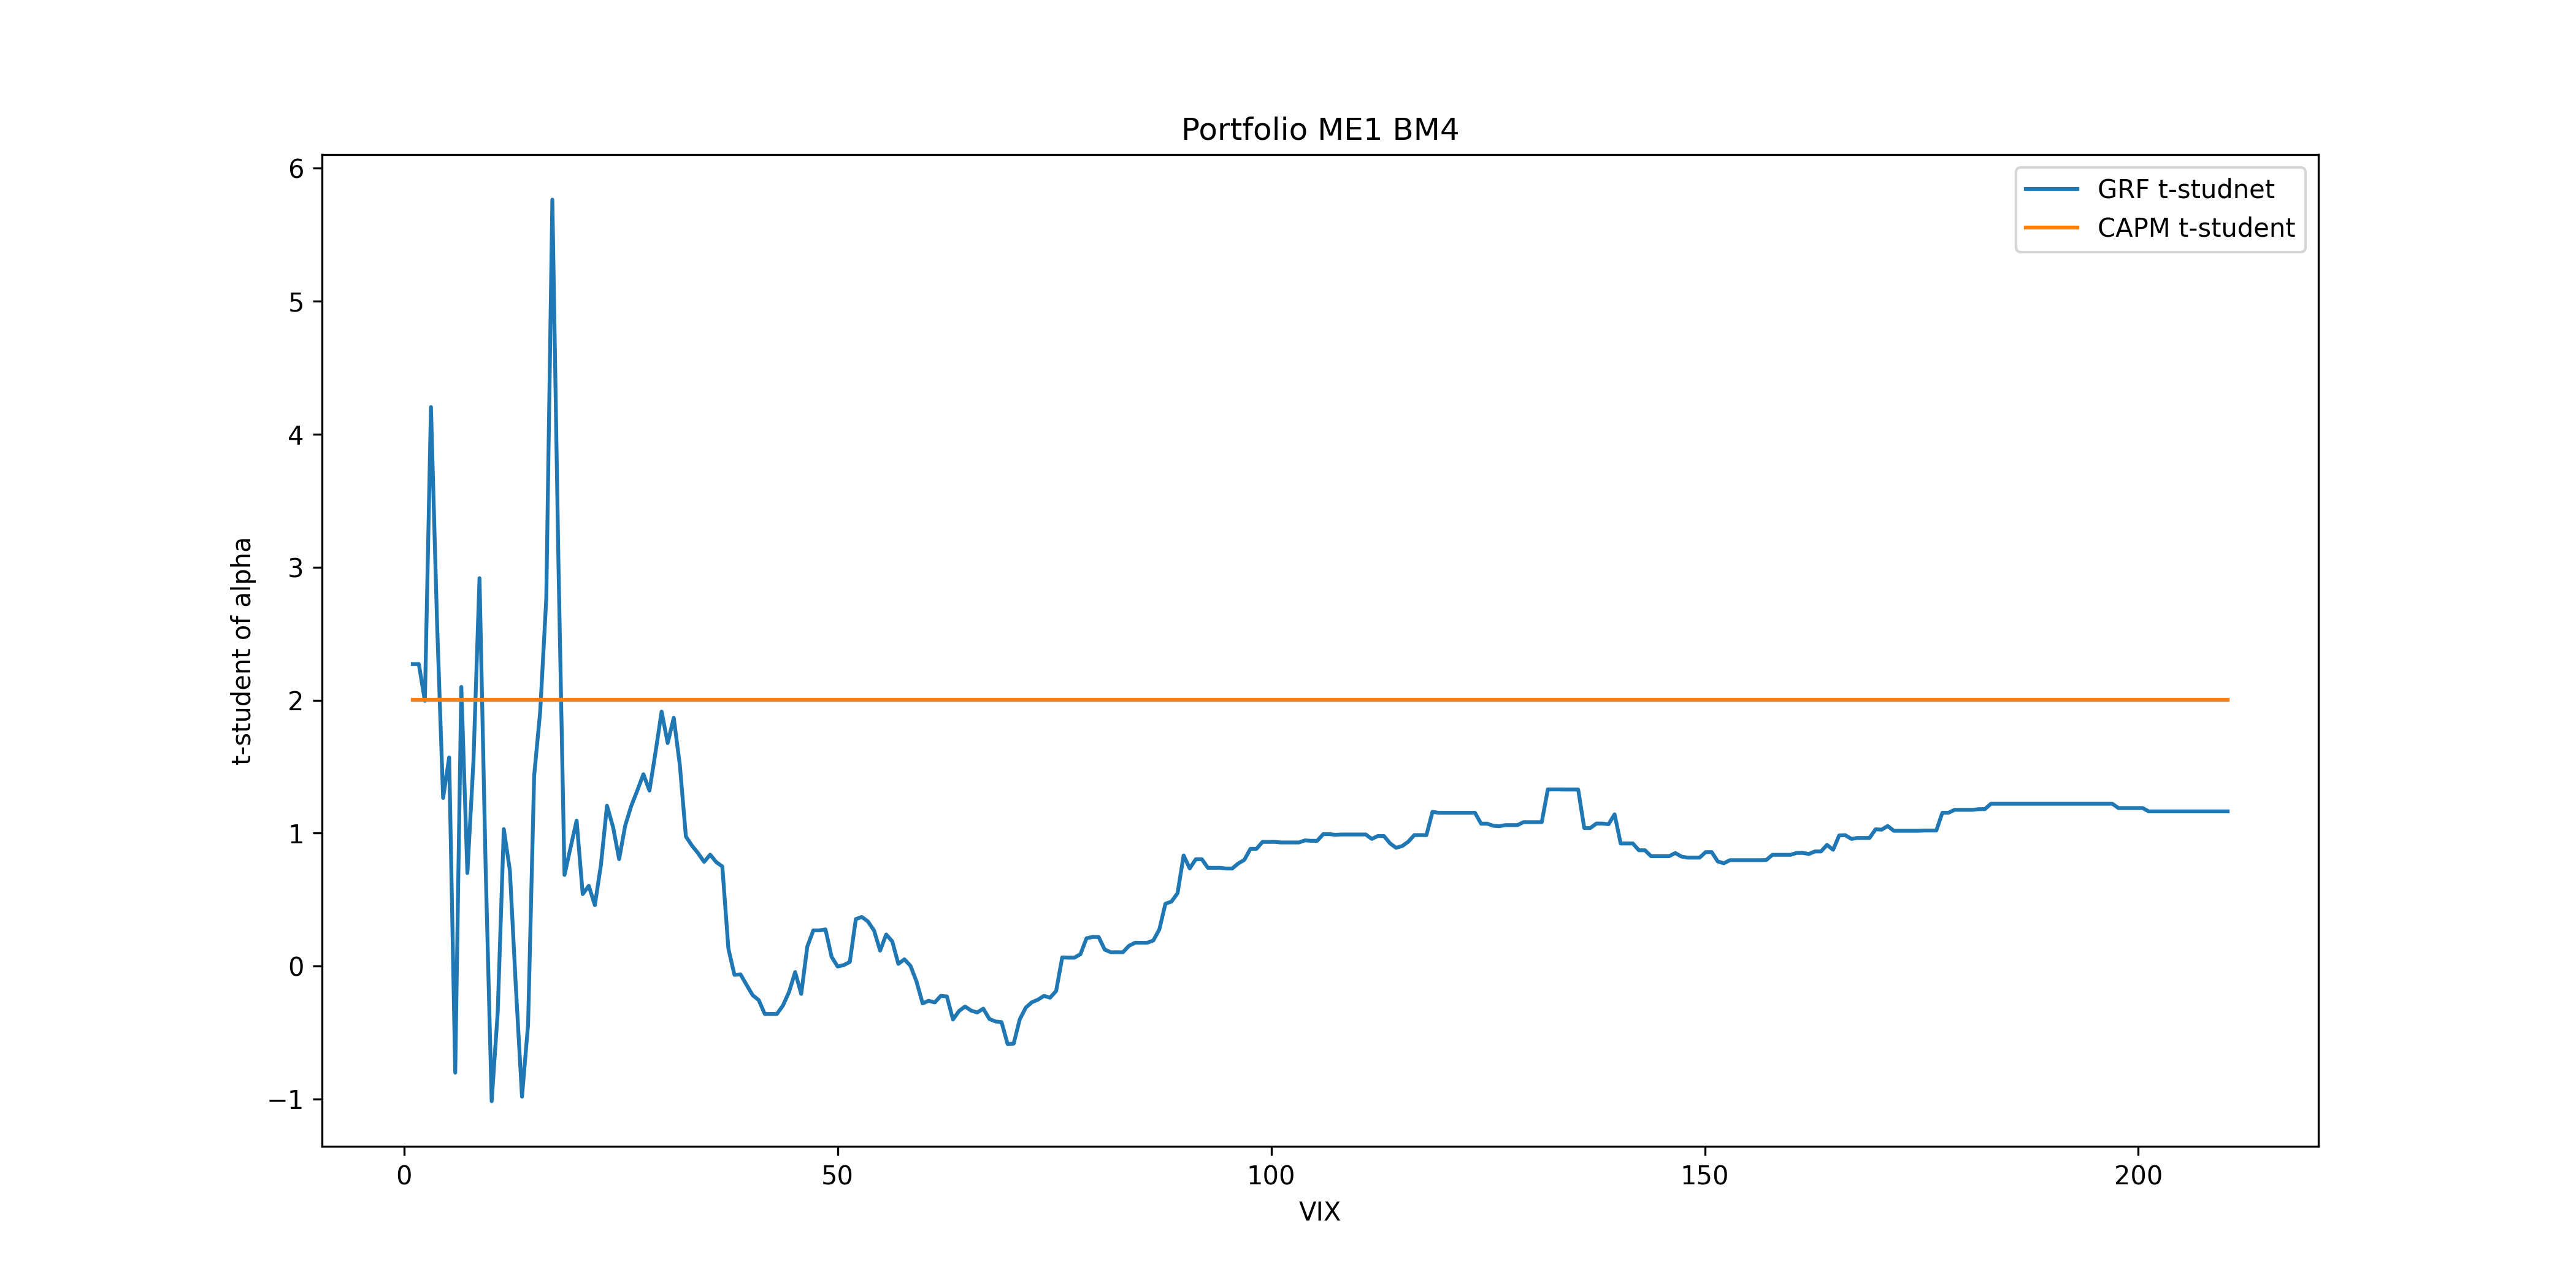 Portfolio ME1 BM4
GRF t-studnet
CAPM t-student
t-student of alpha
6
5
4
3
2
1
0
−1
0
50
100
150
200
VIX